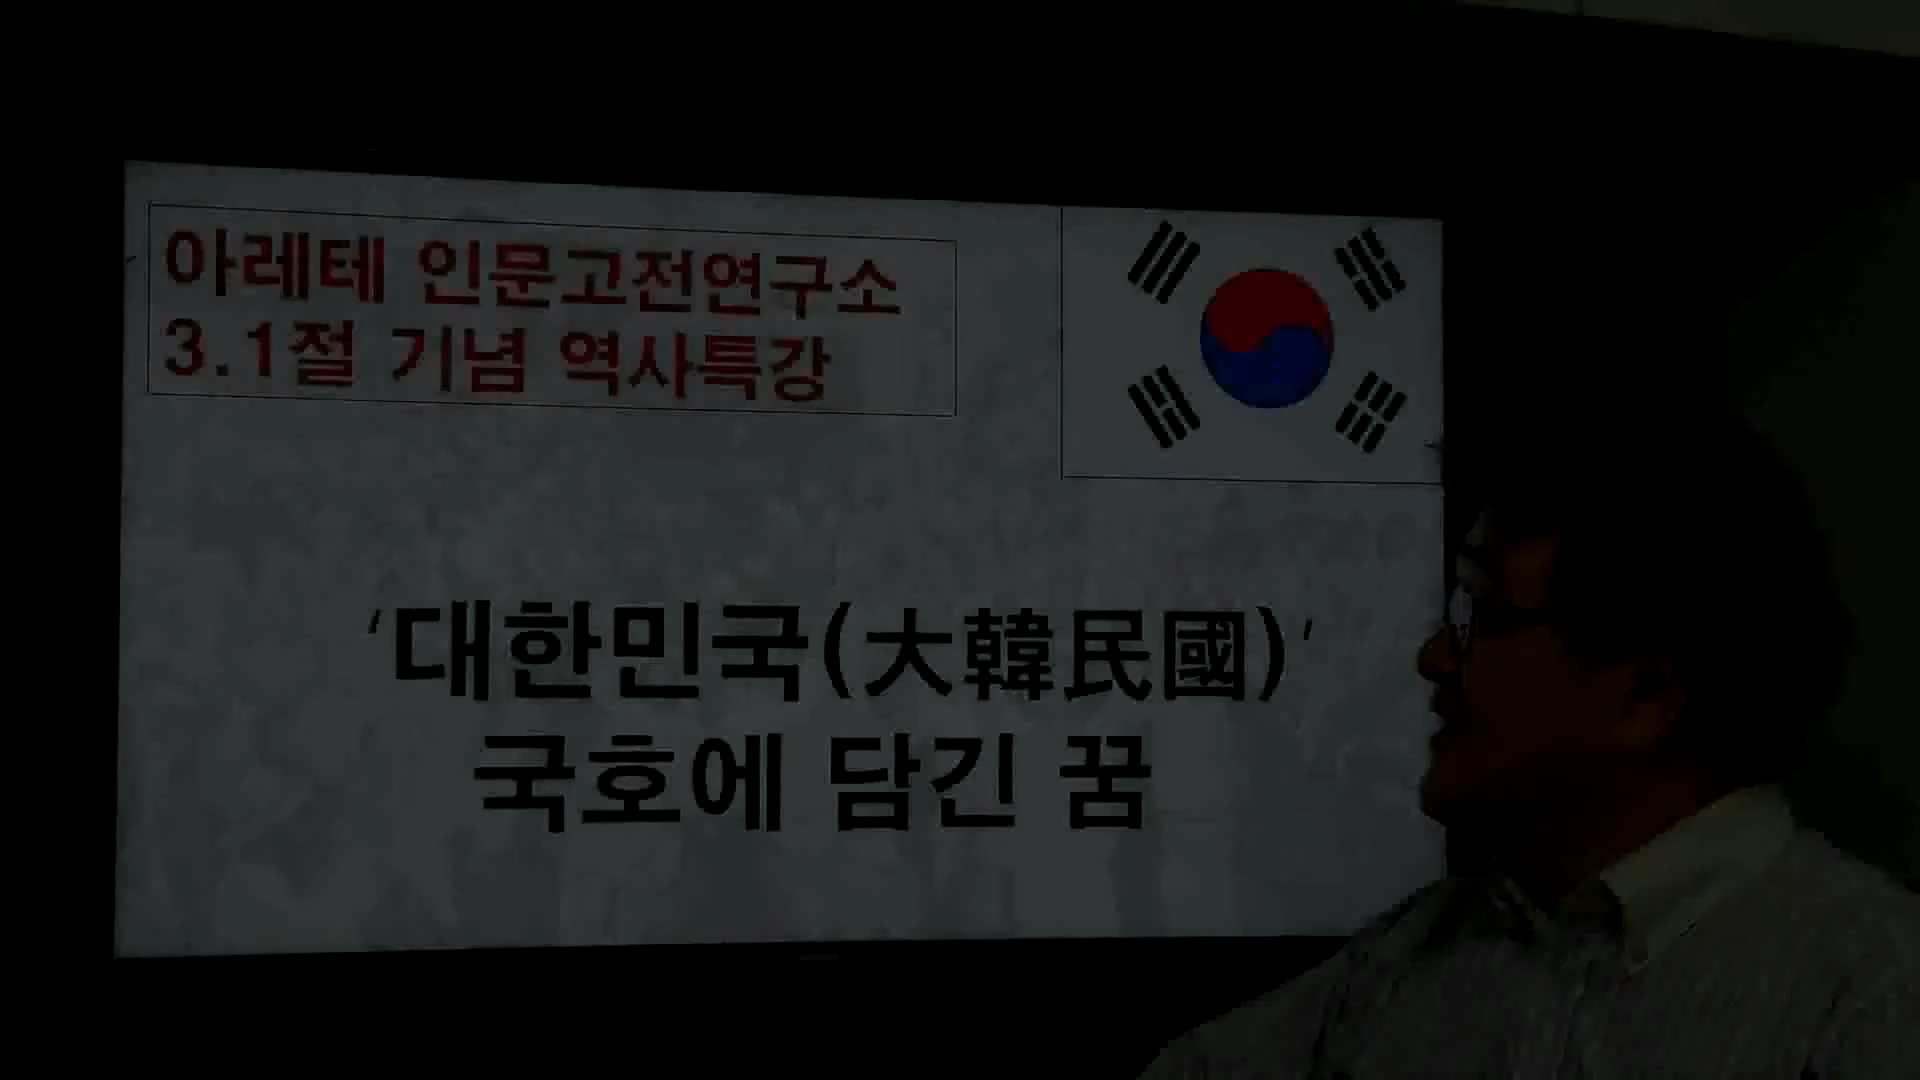 아레테 인문고전연구소
3.1절 기념 역사특강
'대한민국(大韓民國)'
국호에 담긴 꿈